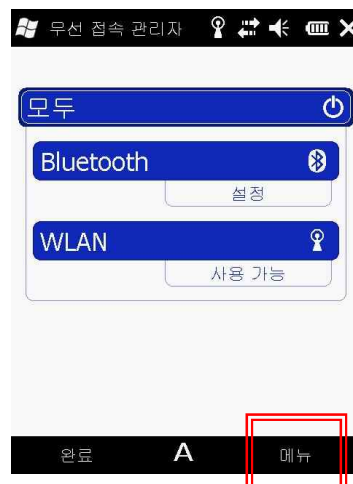 무선 접속 관리자
모두
Bluetooth
설정
WLAN
사용 가능
완료 A 메뉴